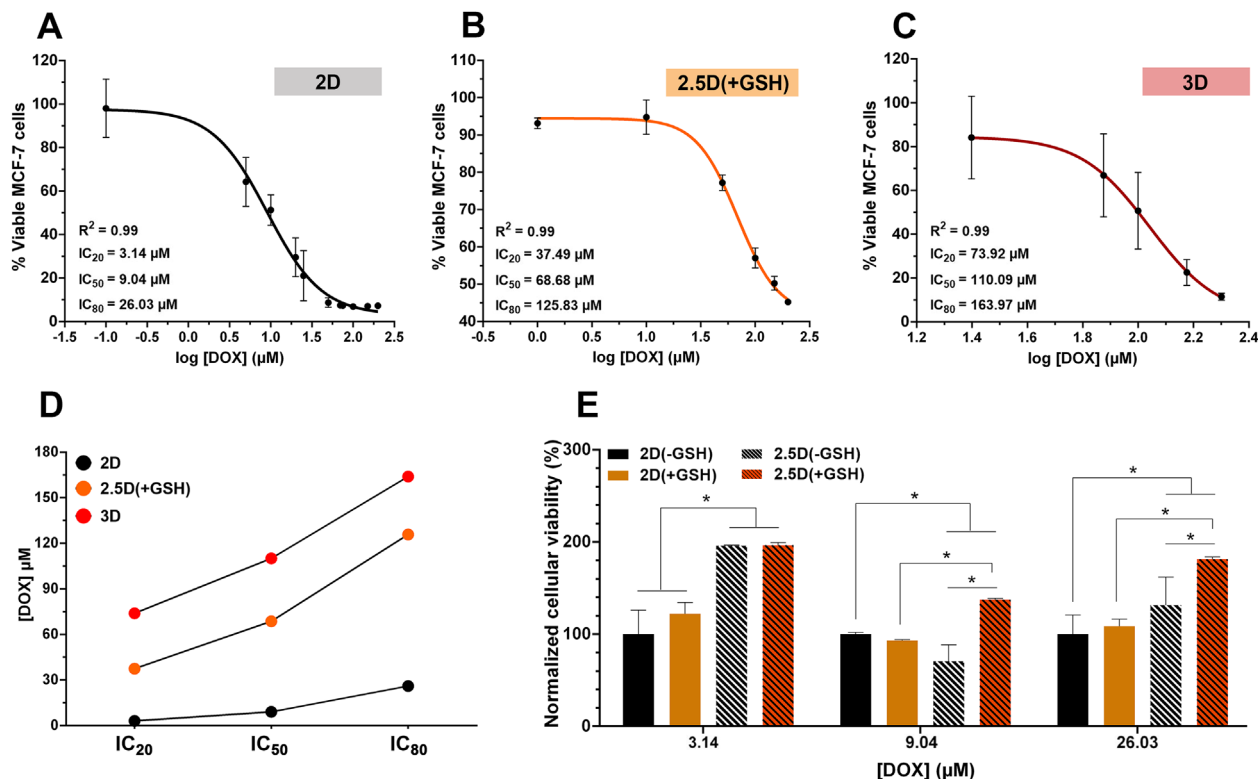 A
2D
% Viable MCF-7 cells
120
100
80
60
40
20
0
R² = 0.99
IC₂₀ = 3.14 µM
IC₅₀ = 9.04 µM
IC₈₀ = 26.03 µM
-1.5 -1.0 -0.5 0.0 0.5 1.0 1.5 2.0 2.5
log [DOX] (µM)
B
2.5D(+GSH)
% Viable MCF-7 cells
110
100
90
80
70
60
50
40
R² = 0.99
IC₂₀ = 37.49 µM
IC₅₀ = 68.68 µM
IC₈₀ = 125.83 µM
-0.5 0.0 0.5 1.0 1.5 2.0 2.5
log [DOX] (µM)
C
3D
% Viable MCF-7 cells
120
100
80
60
40
20
0
R² = 0.99
IC₂₀ = 73.92 µM
IC₅₀ = 110.09 µM
IC₈₀ = 163.97 µM
1.2 1.4 1.6 1.8 2.0 2.2 2.4
log [DOX] (µM)
D
[DOX] µM
180
150
120
90
60
30
0
2D
2.5D(+GSH)
3D
IC₂₀ IC₅₀ IC₈₀
E
Normalized cellular viability (%)
300
200
100
0
2D(-GSH) 2.5D(-GSH)
2D(+GSH) 2.5D(+GSH)
*
* * *
* * *
3.14 9.04 26.03
[DOX] (µM)